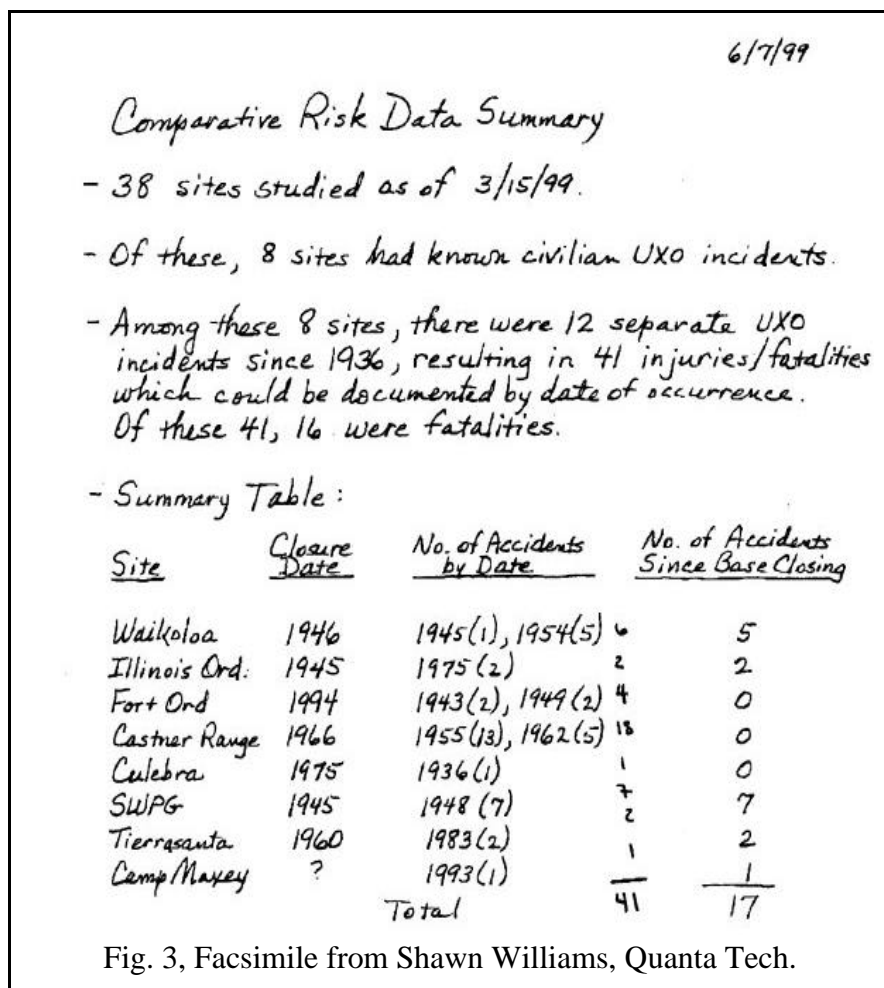 6/7/99
Comparative Risk Data Summary
- 38 sites studied as of 3/15/99.
- Of these, 8 sites had known civilian UXO incidents.
- Among these 8 sites, there were 12 separate UXO
incidents since 1936, resulting in 41 injuries/fatalities
which could be documented by date of occurrence.
Of these 41, 16 were fatalities.
- Summary Table:
Site Closure Date No. of Accidents by Date No. of Accidents Since Base Closing
Waikoloa 1946 1945(1), 1954(5) 6 5
Illinois Ord. 1945 1975(2) 2 2
Fort Ord 1994 1943(2), 1949(2) 4 0
Castner Range 1966 1955(13), 1962(5) 18 0
Culebra 1975 1936(1) 1 0
SWPG 1945 1948(7) 7 7
Tierrasanta 1960 1983(2) 2 2
Camp Maxey ? 1993(1) 1 1
Total 41 17
Fig. 3, Facsimile from Shawn Williams, Quanta Tech.